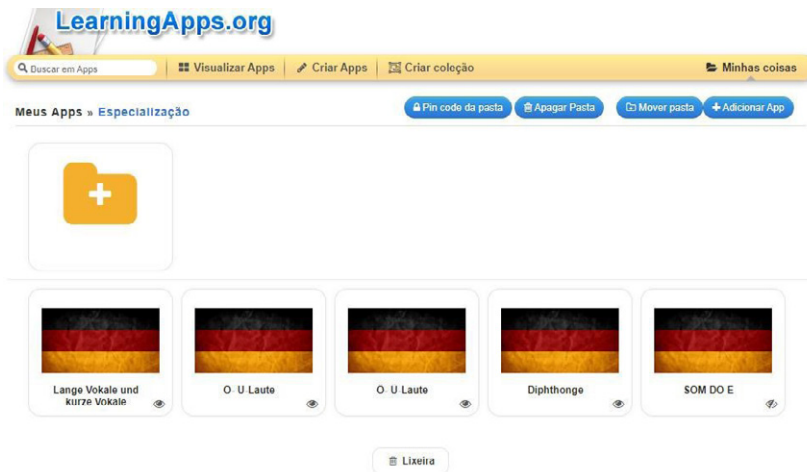 LearningApps.org
Buscar em Apps
Visualizar Apps
Criar Apps
Criar coleção
Minhas coisas
Meus Apps » Especialização
Pin code da pasta
Apagar Pasta
Mover pasta
Adicionar App
Lange Vokale und
kurze Vokale
O- U-Laute
O- U-Laute
Diphthonge
SOM DO E
Lixeira